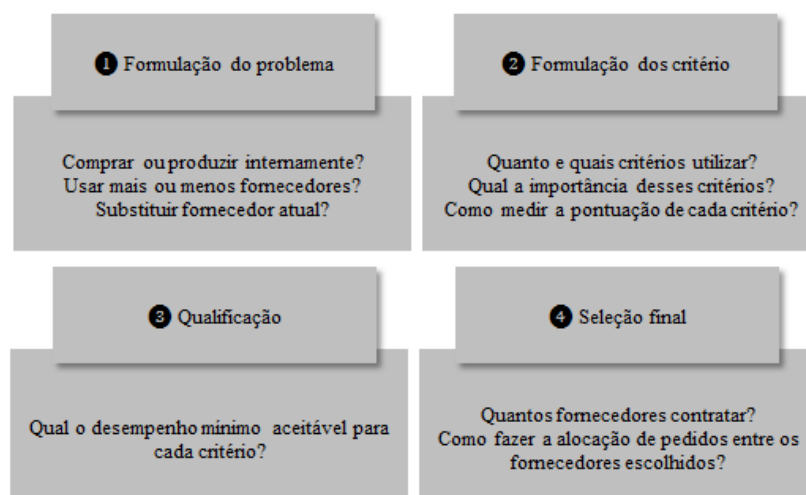 ❶ Formulação do problema
Comprar ou produzir internamente?
Usar mais ou menos fornecedores?
Substituir fornecedor atual?
❷ Formulação dos critério
Quanto e quais critérios utilizar?
Qual a importância desses critérios?
Como medir a pontuação de cada critério?
❸ Qualificação
Qual o desempenho mínimo aceitável para
cada critério?
❹ Seleção final
Quantos fornecedores contratar?
Como fazer a alocação de pedidos entre os
fornecedores escolhidos?